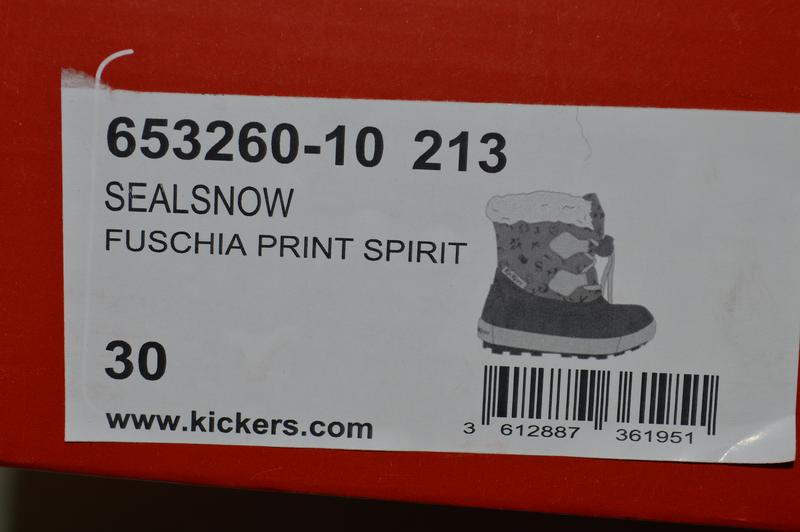 653260-10 213
SEALSNOW
FUSCHIA PRINT SPIRIT
30
www.kickers.com
3 612887 361951